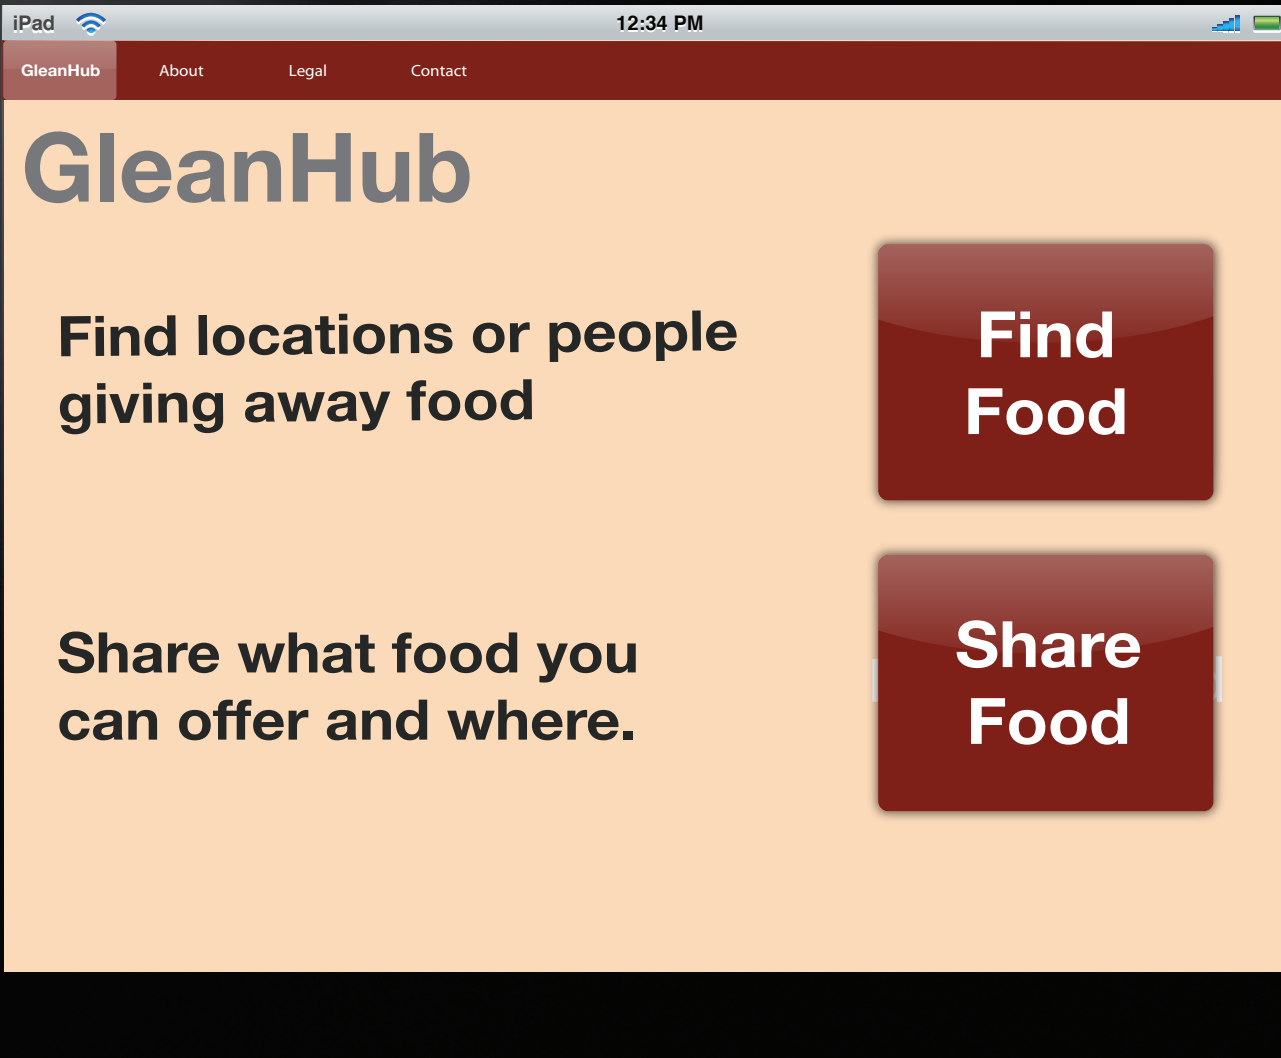 iPad 12:34 PM
GleanHub About Legal Contact
GleanHub
Find locations or people
giving away food
Find
Food
Share what food you
can offer and where.
Share
Food